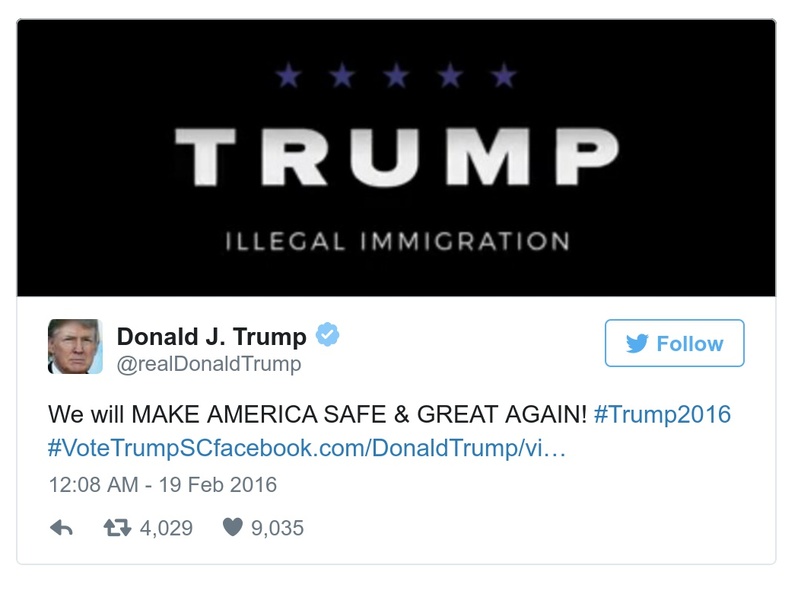 TRUMP
ILLEGAL IMMIGRATION
Donald J. Trump
@realDonaldTrump
Follow
We will MAKE AMERICA SAFE & GREAT AGAIN! #Trump2016
#VoteTrumpSCfacebook.com/DonaldTrump/vi…
12:08 AM - 19 Feb 2016
4,029 9,035